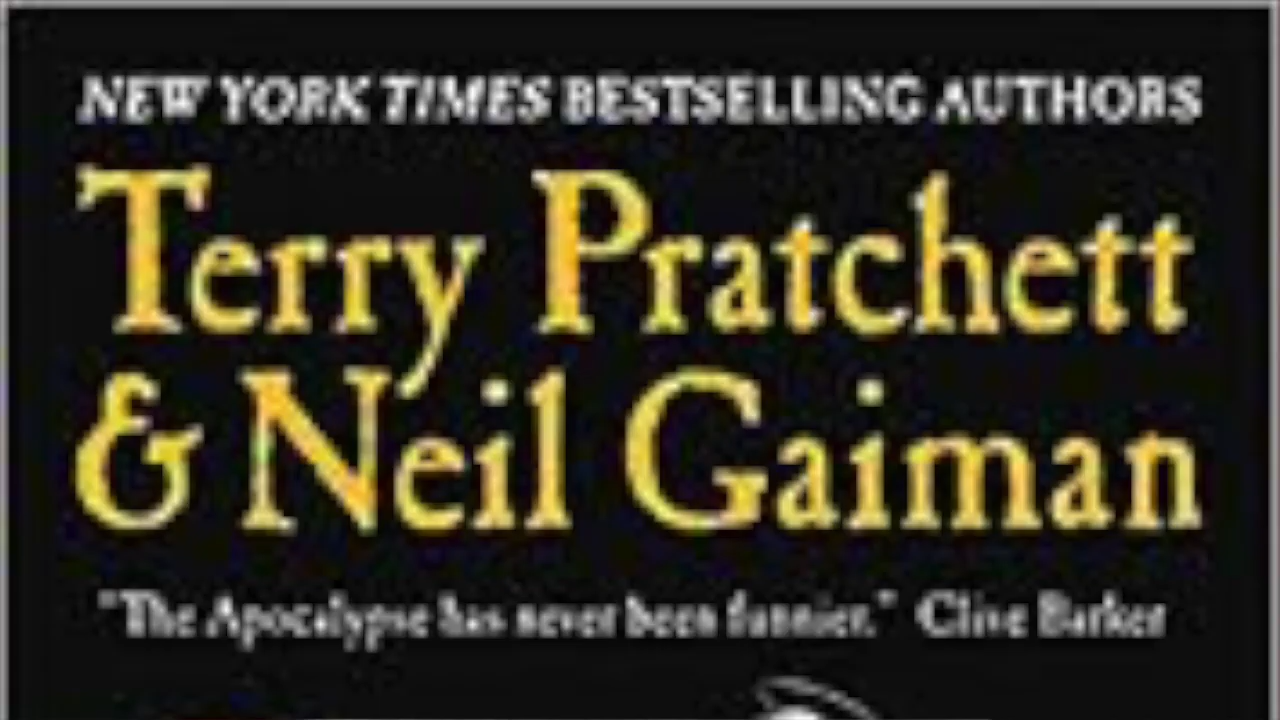 NEW YORK TIMES BESTSELLING AUTHORS
Terry Pratchett
& Neil Gaiman
"The Apocalypse has never been funnier." Clive Barker